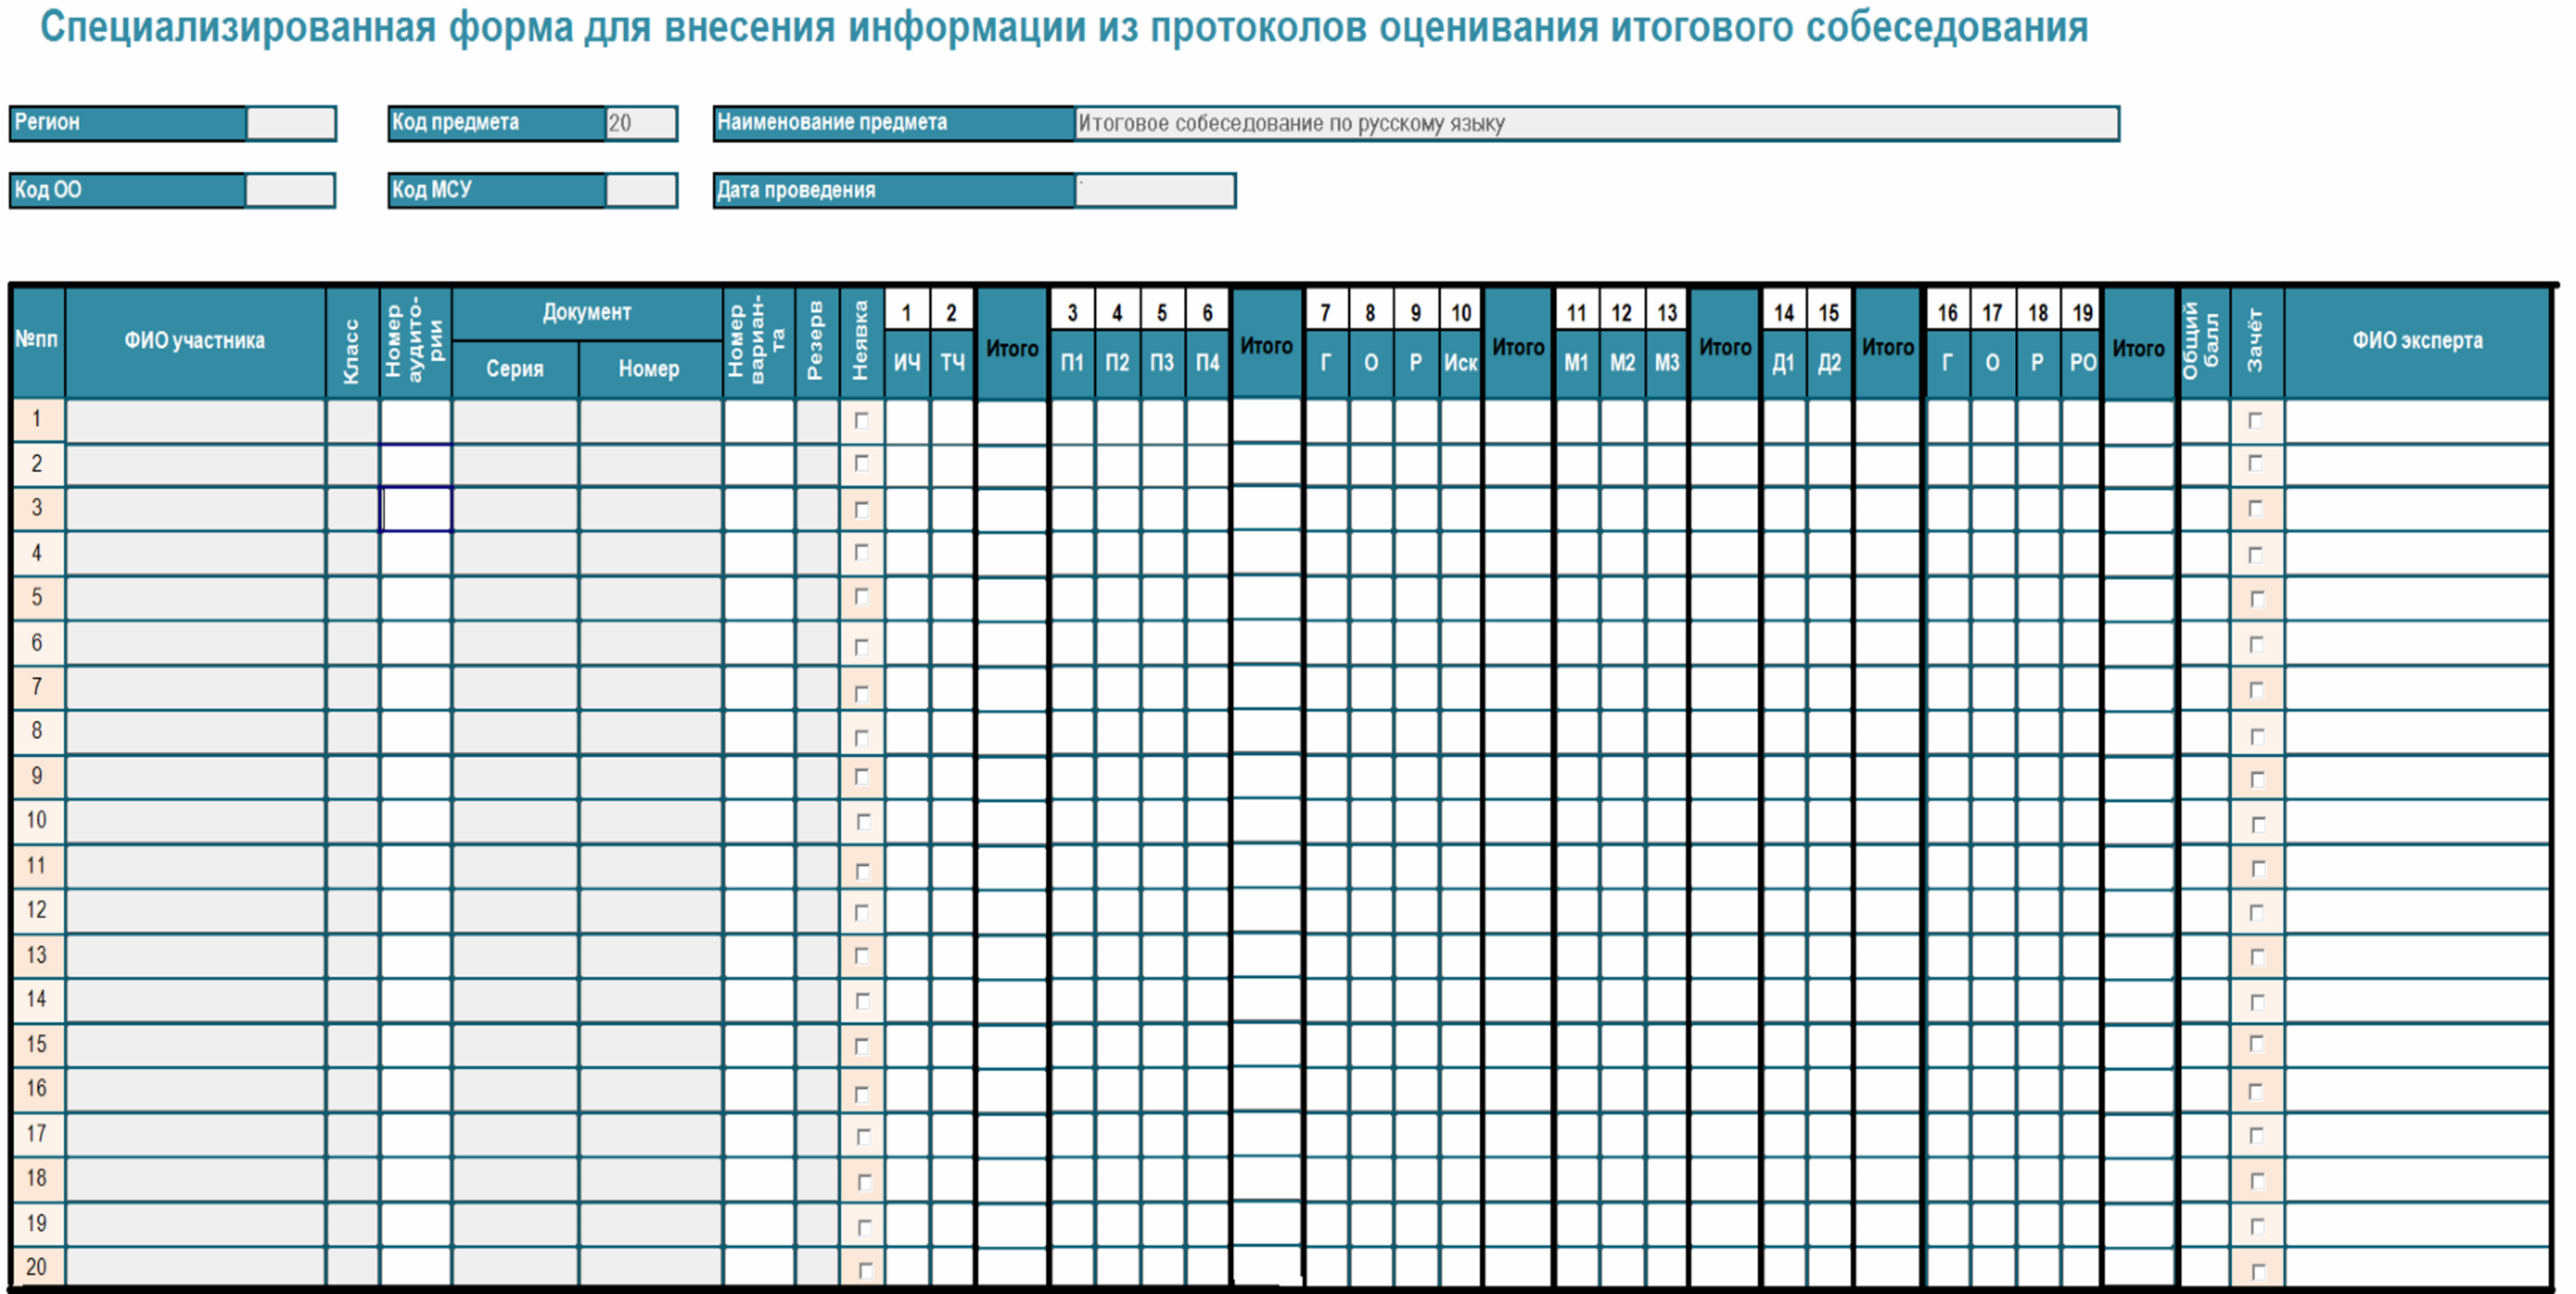 Специализированная форма для внесения информации из протоколов оценивания итогового собеседования
Регион
Код предмета 20
Наименование предмета Итоговое собеседование по русскому языку
Код ОО
Код МСУ
Дата проведения
№пп
ФИО участника
Класс
Номер
аудито-
рии
Документ
Серия
Номер
Номер
вариан-
та
Резерв
Неявка
1 2
ИЧ ТЧ
Итого
3 4 5 6
П1 П2 П3 П4
Итого
7 8 9 10
Г О Р Иск
Итого
11 12 13
М1 М2 М3
Итого
14 15
Д1 Д2
Итого
16 17 18 19
Г О Р РО
Итого
Общий
балл
Зачёт
ФИО эксперта
1
2
3
4
5
6
7
8
9
10
11
12
13
14
15
16
17
18
19
20